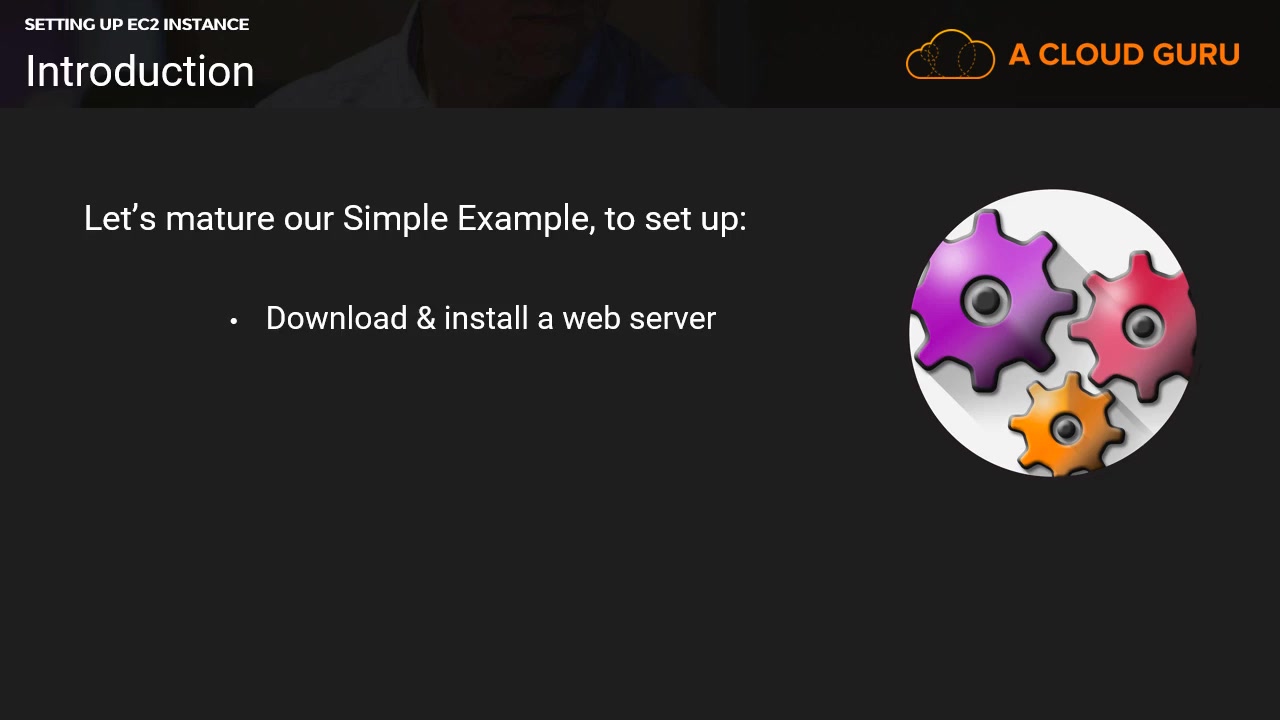 SETTING UP EC2 INSTANCE
Introduction
A CLOUD GURU
Let’s mature our Simple Example, to set up:
• Download & install a web server